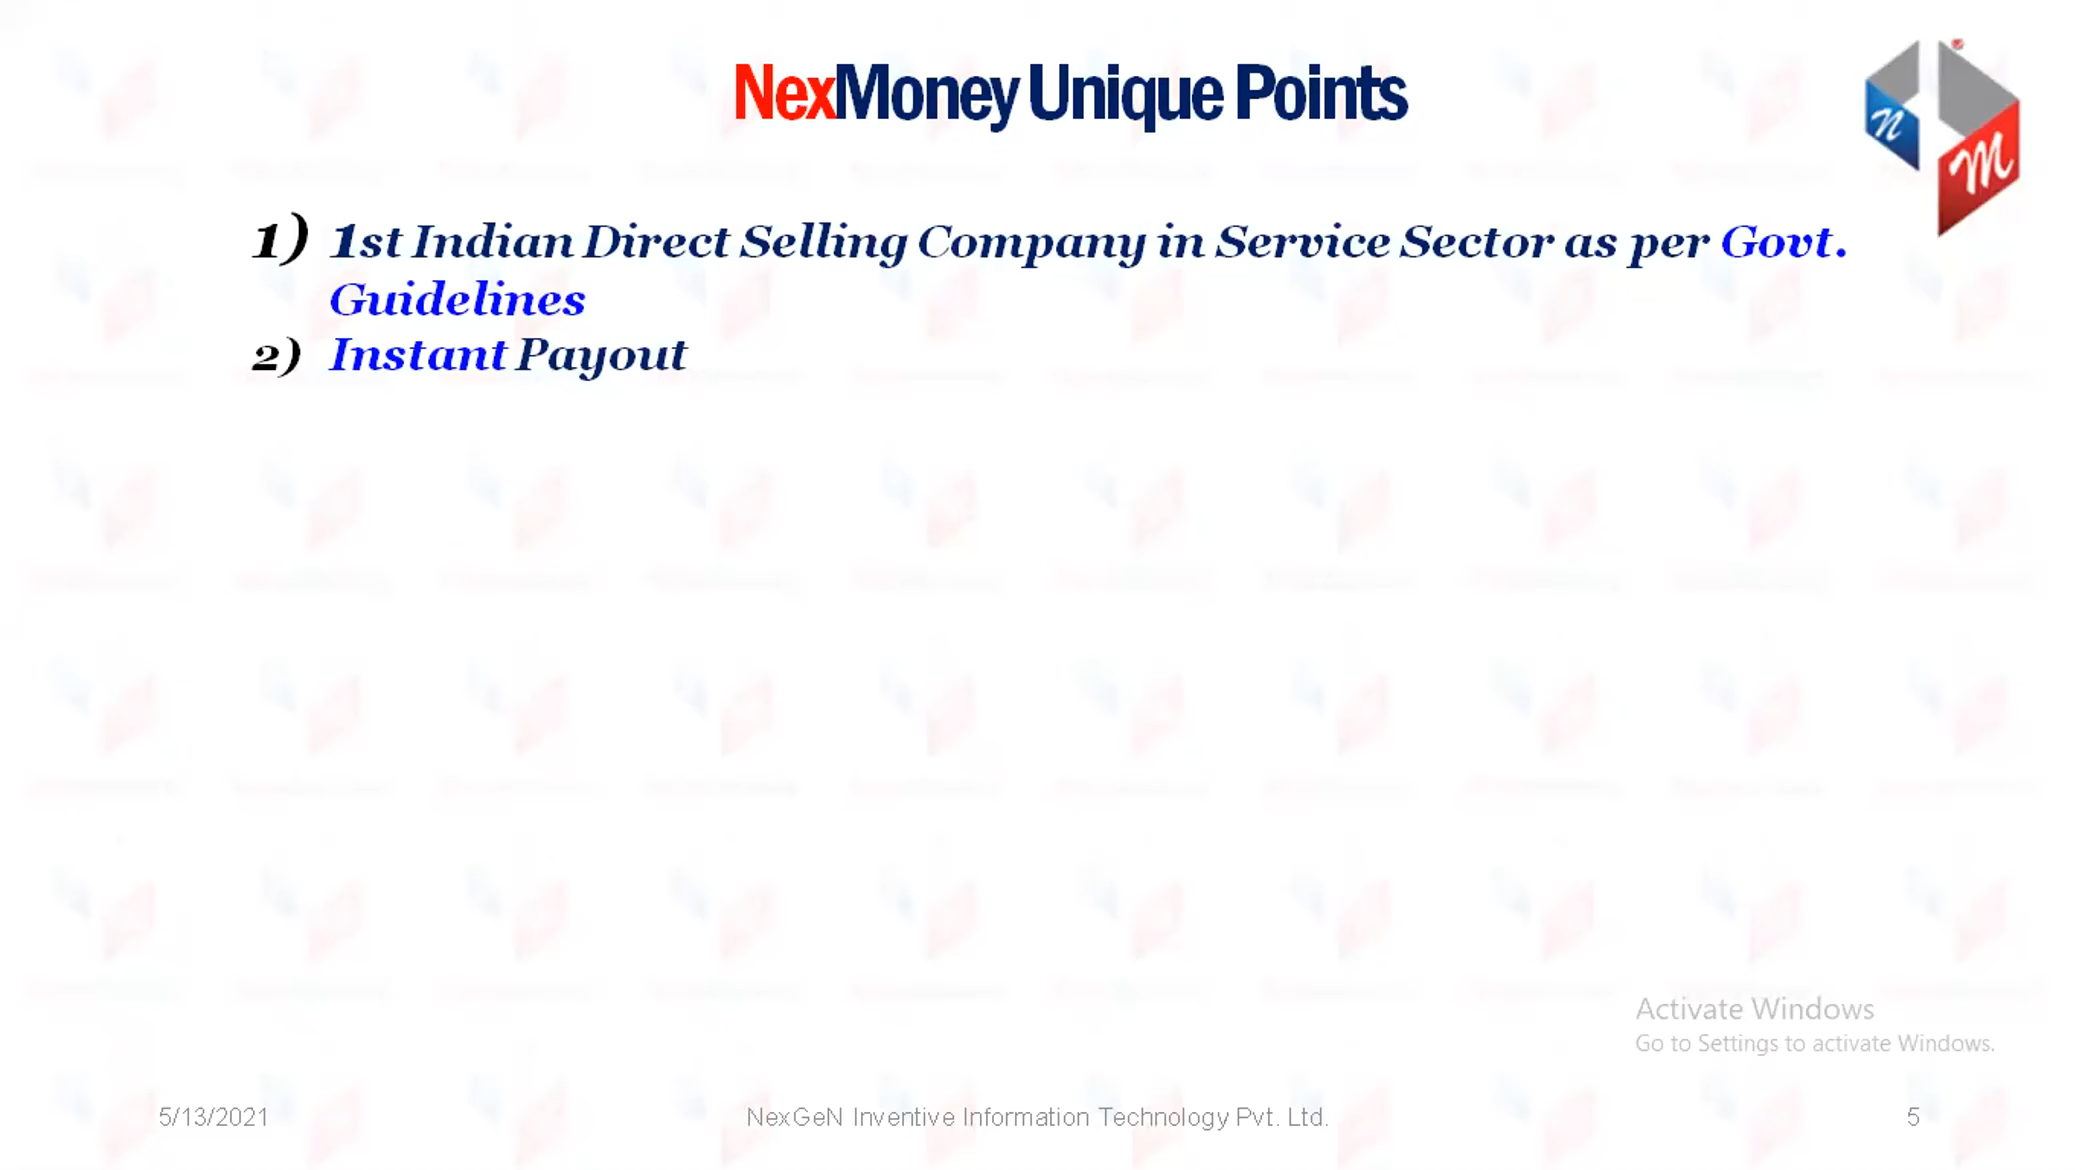 NexMoney Unique Points
n
m
1) 1st Indian Direct Selling Company in Service Sector as per Govt.
Guidelines
2) Instant Payout
Activate Windows
Go to Settings to activate Windows.
5/13/2021 NexGeN Inventive Information Technology Pvt. Ltd. 5